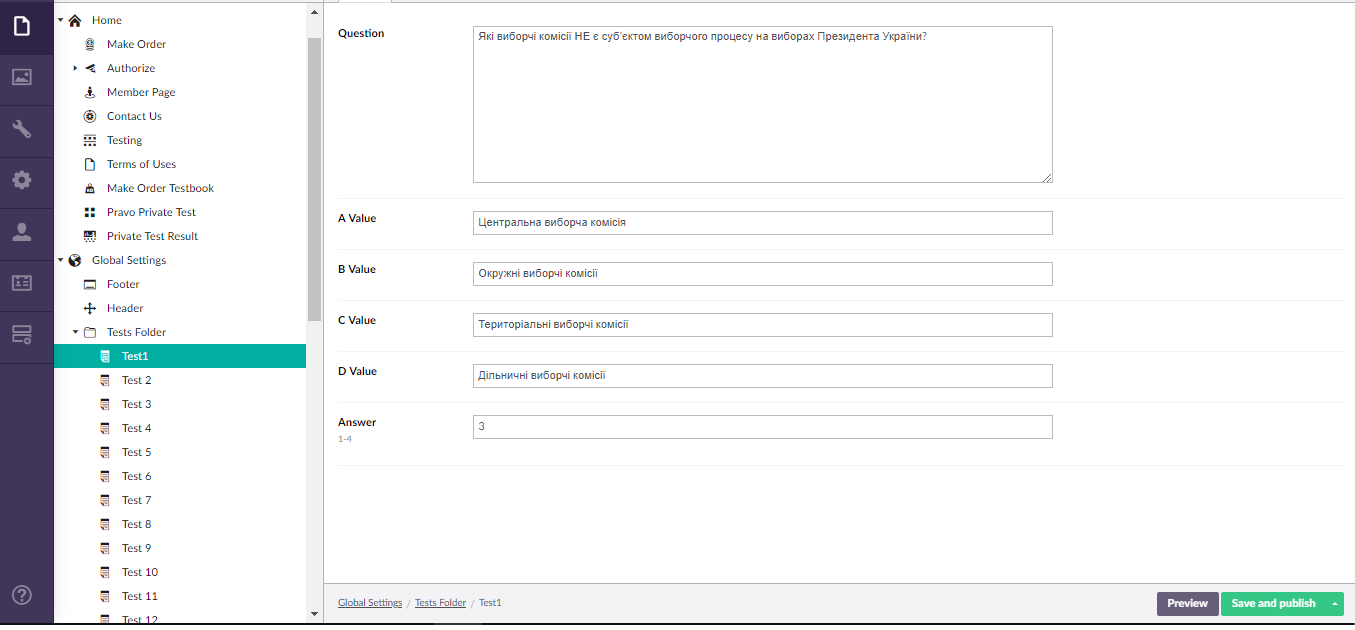 Home
Make Order
Authorize
Member Page
Contact Us
Testing
Terms of Uses
Make Order Testbook
Pravo Private Test
Private Test Result
Global Settings
Footer
Header
Tests Folder
Test1
Test 2
Test 3
Test 4
Test 5
Test 6
Test 7
Test 8
Test 9
Test 10
Test 11
Test 12
Question
Які виборчі комісії НЕ є суб'єктом виборчого процесу на виборах Президента України?
A Value
Центральна виборча комісія
B Value
Окружні виборчі комісії
C Value
Територіальні виборчі комісії
D Value
Дільничні виборчі комісії
Answer
1-4
3
Global Settings / Tests Folder / Test1
Preview
Save and publish